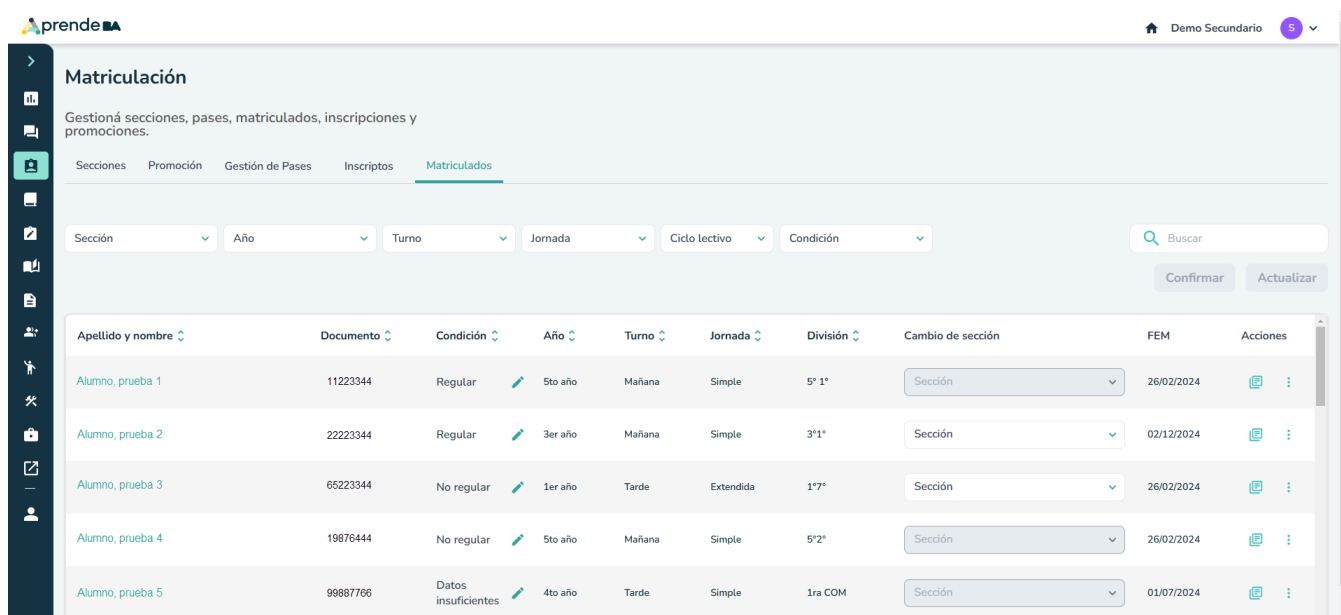 AprendeBA
Demo Secundario S
Matriculación
Gestioná secciones, pases, matriculados, inscripciones y
promociones.
Secciones Promoción Gestión de Pases Inscriptos Matriculados
Sección Año Turno Jornada Ciclo lectivo Condición Buscar
Confirmar Actualizar
Apellido y nombre Documento Condición Año Turno Jornada División Cambio de sección FEM Acciones
Alumno, prueba 1 11223344 Regular 5to año Mañana Simple 5° 1° Sección 26/02/2024
Alumno, prueba 2 22223344 Regular 3er año Mañana Simple 3°1° Sección 02/12/2024
Alumno, prueba 3 65223344 No regular 1er año Tarde Extendida 1°7° Sección 26/02/2024
Alumno, prueba 4 19876444 No regular 5to año Mañana Simple 5°2° Sección 26/02/2024
Alumno, prueba 5 99887766 Datos insuficientes 4to año Tarde Simple 1ra COM Sección 01/07/2024